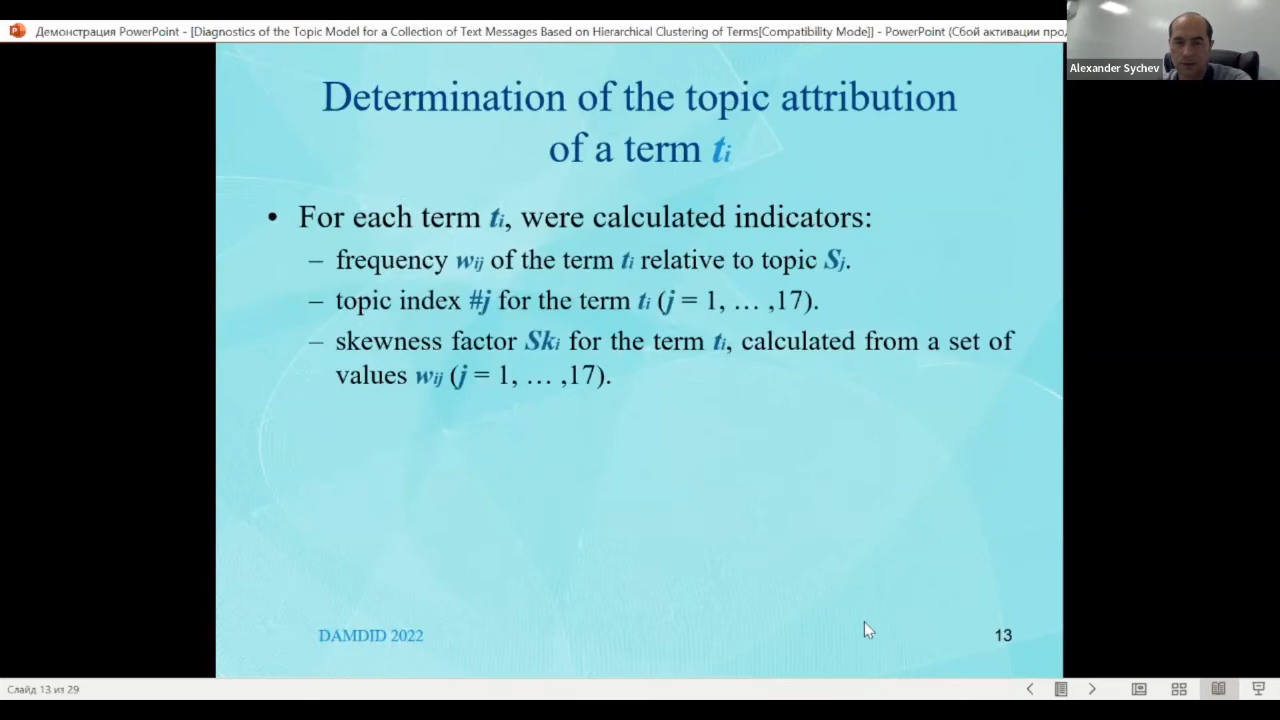 Демонстрация PowerPoint - [Diagnostics of the Topic Model for a Collection of Text Messages Based on Hierarchical Clustering of Terms[Compatibility Mode]] - PowerPoint (Сбой активации прод
Alexander Sychev
Determination of the topic attribution
of a term ti
• For each term ti, were calculated indicators:
– frequency wij of the term ti relative to topic Sj.
– topic index #j for the term ti (j = 1, … ,17).
– skewness factor Ski for the term ti, calculated from a set of
values wij (j = 1, … ,17).
DAMDID 2022
13
Слайд 13 из 29